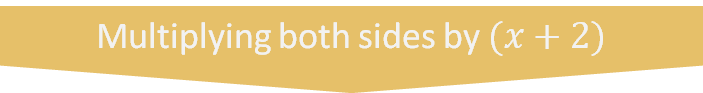 Multiplying both sides by (x + 2)